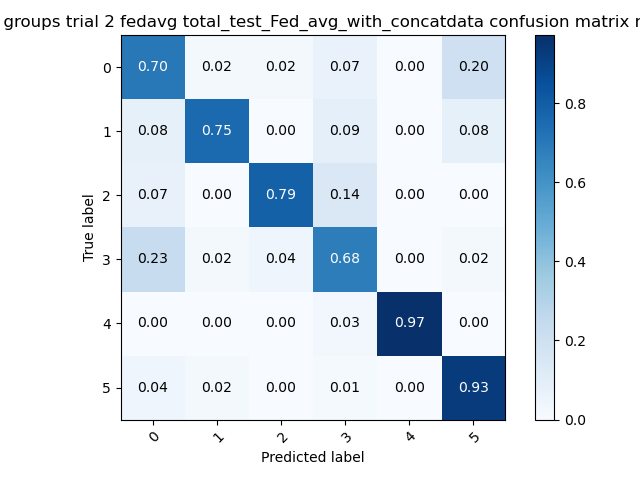 groups trial 2 fedavg total_test_Fed_avg_with_concatdata confusion matrix
0 0.70 0.02 0.02 0.07 0.00 0.20
1 0.08 0.75 0.00 0.09 0.00 0.08
2 0.07 0.00 0.79 0.14 0.00 0.00
3 0.23 0.02 0.04 0.68 0.00 0.02
4 0.00 0.00 0.00 0.03 0.97 0.00
5 0.04 0.02 0.00 0.01 0.00 0.93
True label
0 1 2 3 4 5
Predicted label
0.8
0.6
0.4
0.2
0.0